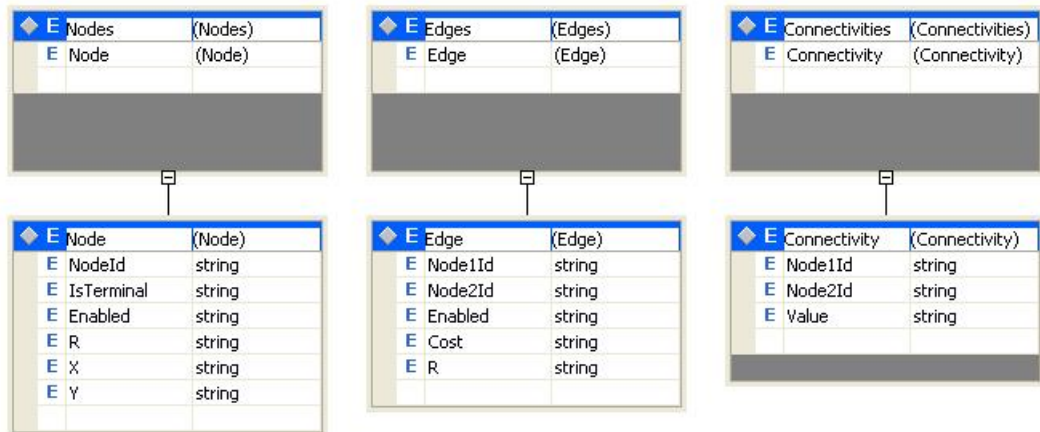 E Nodes (Nodes)
E Node (Node)
E Edges (Edges)
E Edge (Edge)
E Connectivities (Connectivities)
E Connectivity (Connectivity)
E Node (Node)
E NodeId string
E IsTerminal string
E Enabled string
E R string
E X string
E Y string
E Edge (Edge)
E Node1Id string
E Node2Id string
E Enabled string
E Cost string
E R string
E Connectivity (Connectivity)
E Node1Id string
E Node2Id string
E Value string